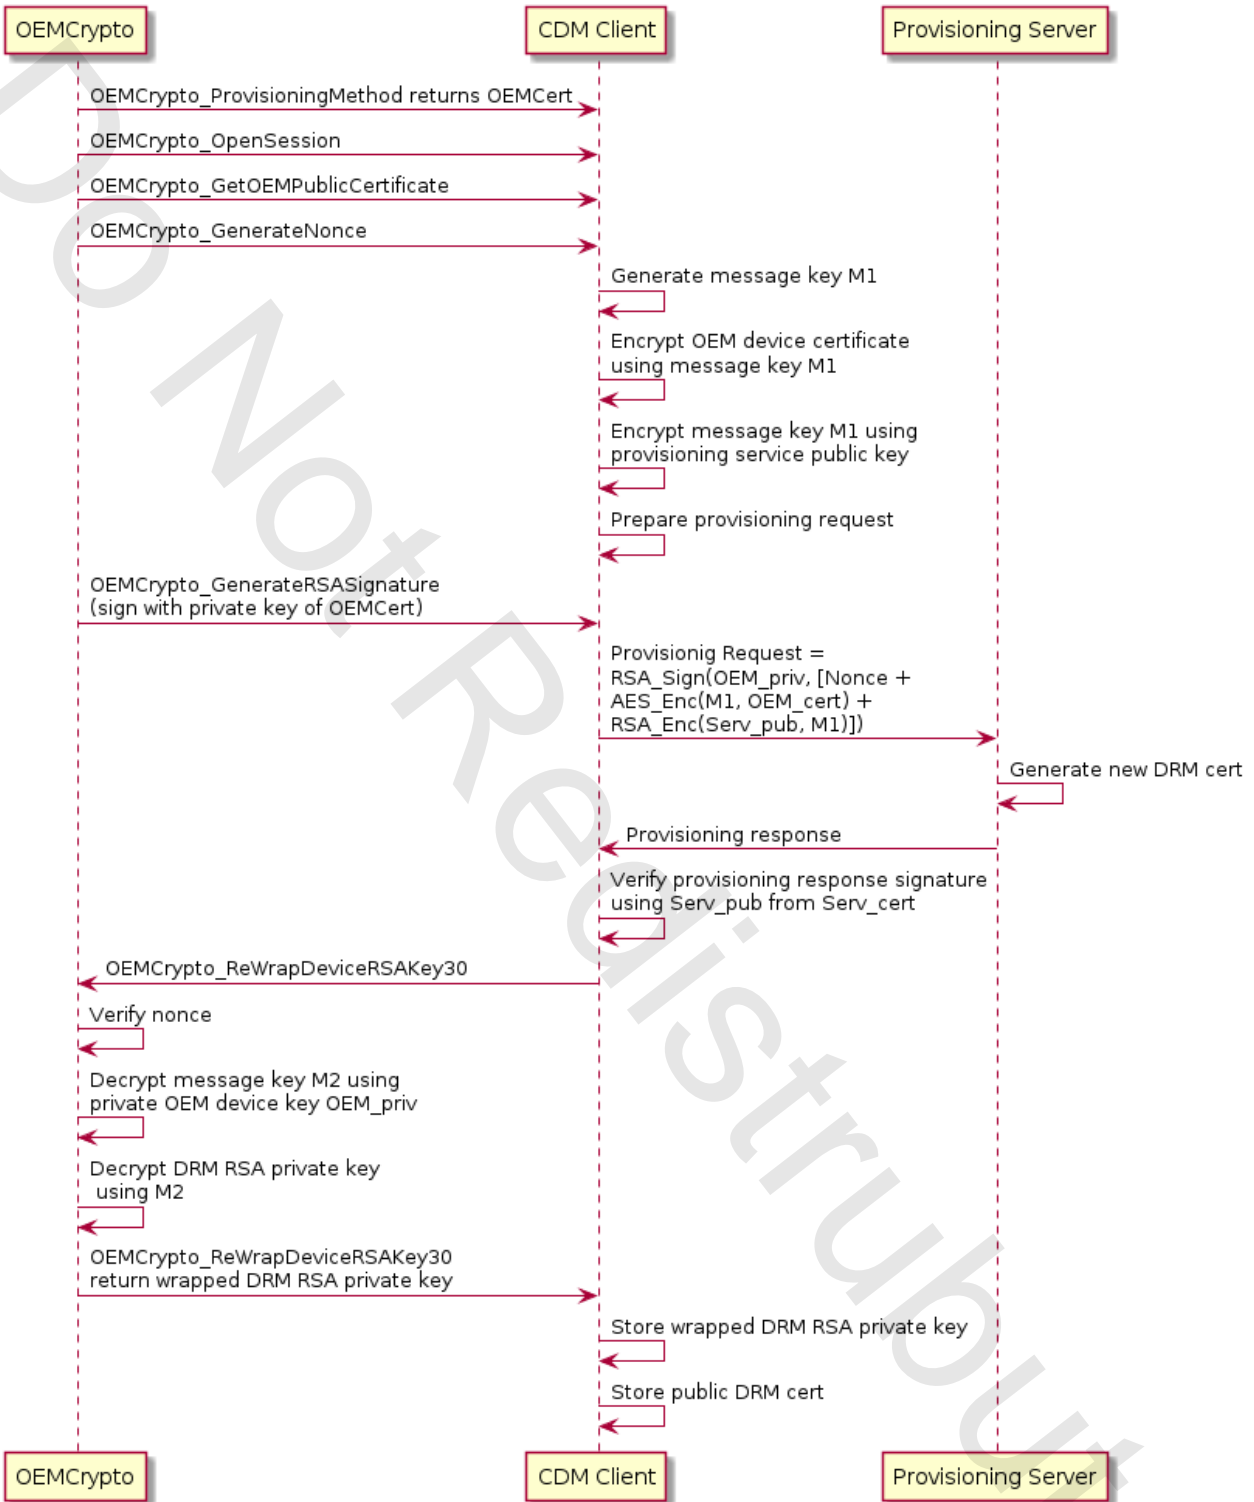 OEMCrypto
CDM Client
Provisioning Server
OEMCrypto_ProvisioningMethod returns OEMCert
OEMCrypto_OpenSession
OEMCrypto_GetOEMPublicCertificate
OEMCrypto_GenerateNonce
Generate message key M1
Encrypt OEM device certificate
using message key M1
Encrypt message key M1 using
provisioning service public key
Prepare provisioning request
OEMCrypto_GenerateRSASignature
(sign with private key of OEMCert)
Provisionig Request =
RSA_Sign(OEM_priv, [Nonce +
AES_Enc(M1, OEM_cert) +
RSA_Enc(Serv_pub, M1)])
Generate new DRM cert
Provisioning response
Verify provisioning response signature
using Serv_pub from Serv_cert
OEMCrypto_ReWrapDeviceRSAKey30
Verify nonce
Decrypt message key M2 using
private OEM device key OEM_priv
Decrypt DRM RSA private key
using M2
OEMCrypto_ReWrapDeviceRSAKey30
return wrapped DRM RSA private key
Store wrapped DRM RSA private key
Store public DRM cert
OEMCrypto
CDM Client
Provisioning Server
Do Not Redistribut